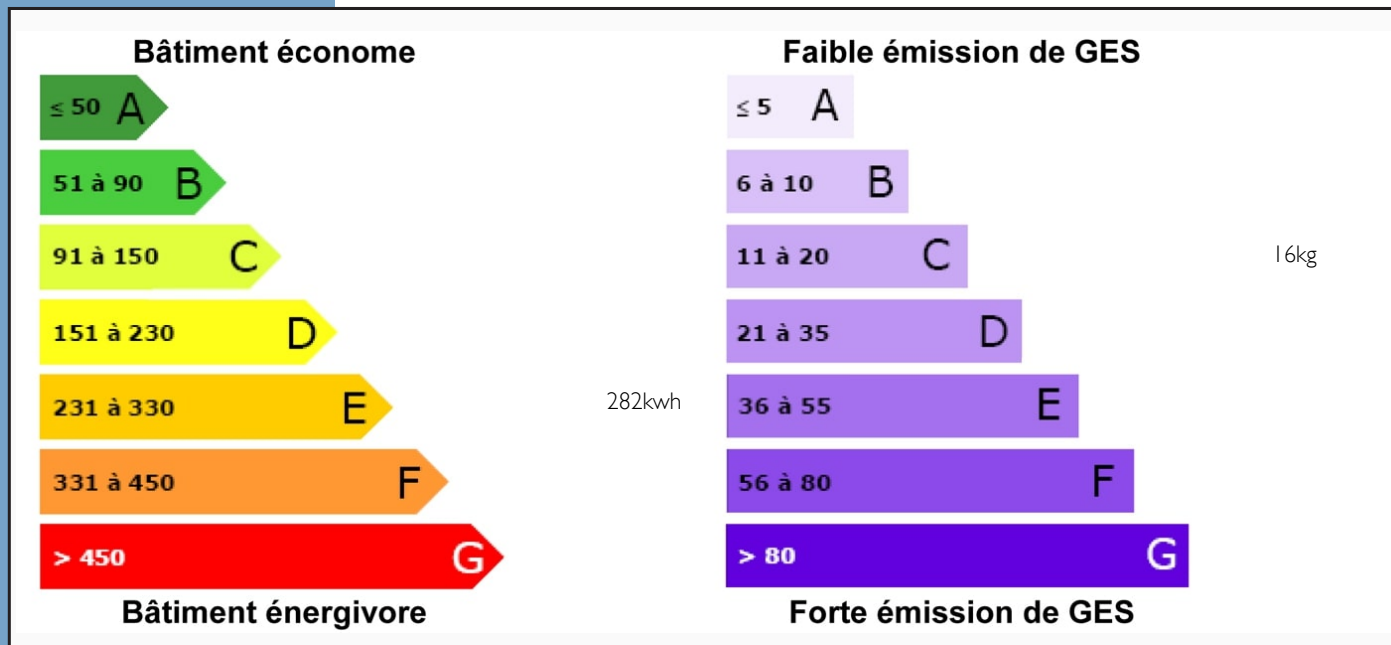 Bâtiment économe
≤ 50 A
51 à 90 B
91 à 150 C
151 à 230 D
231 à 330 E
282kwh
331 à 450 F
> 450 G
Bâtiment énergivore
Faible émission de GES
≤ 5 A
6 à 10 B
11 à 20 C
16kg
21 à 35 D
36 à 55 E
56 à 80 F
> 80 G
Forte émission de GES